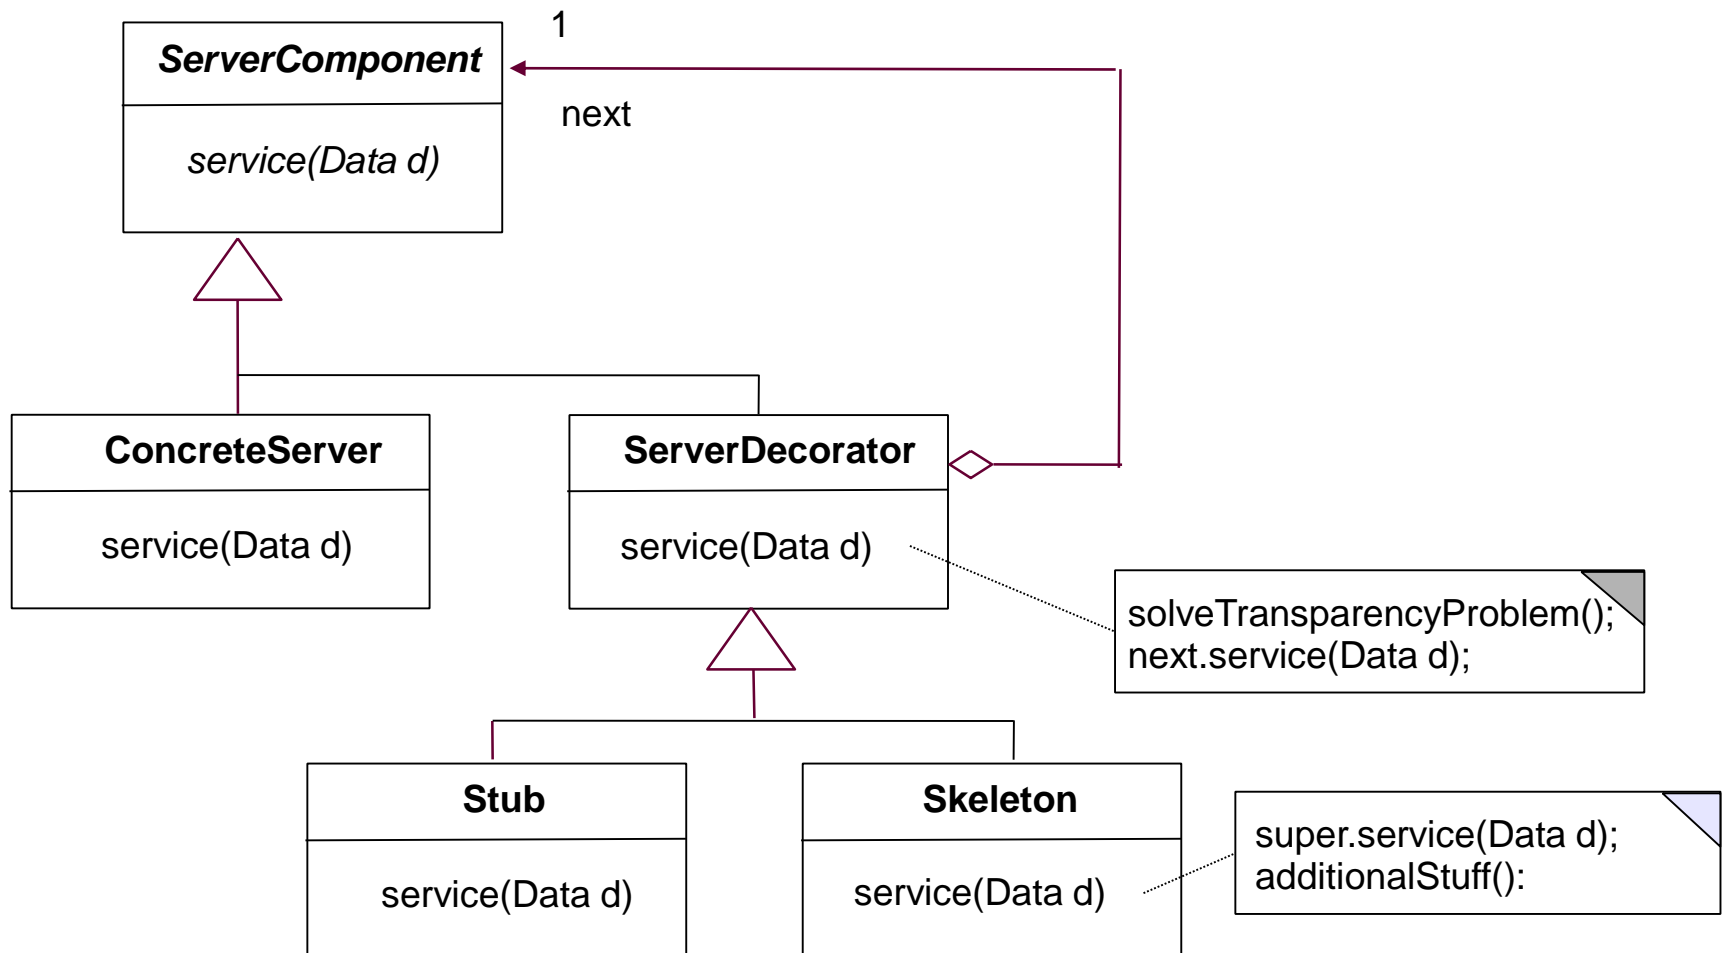 1
ServerComponent
next
service(Data d)
ConcreteServer
ServerDecorator
service(Data d)
service(Data d)
solveTransparencyProblem();
next.service(Data d);
Stub
Skeleton
service(Data d)
service(Data d)
super.service(Data d);
additionalStuff():